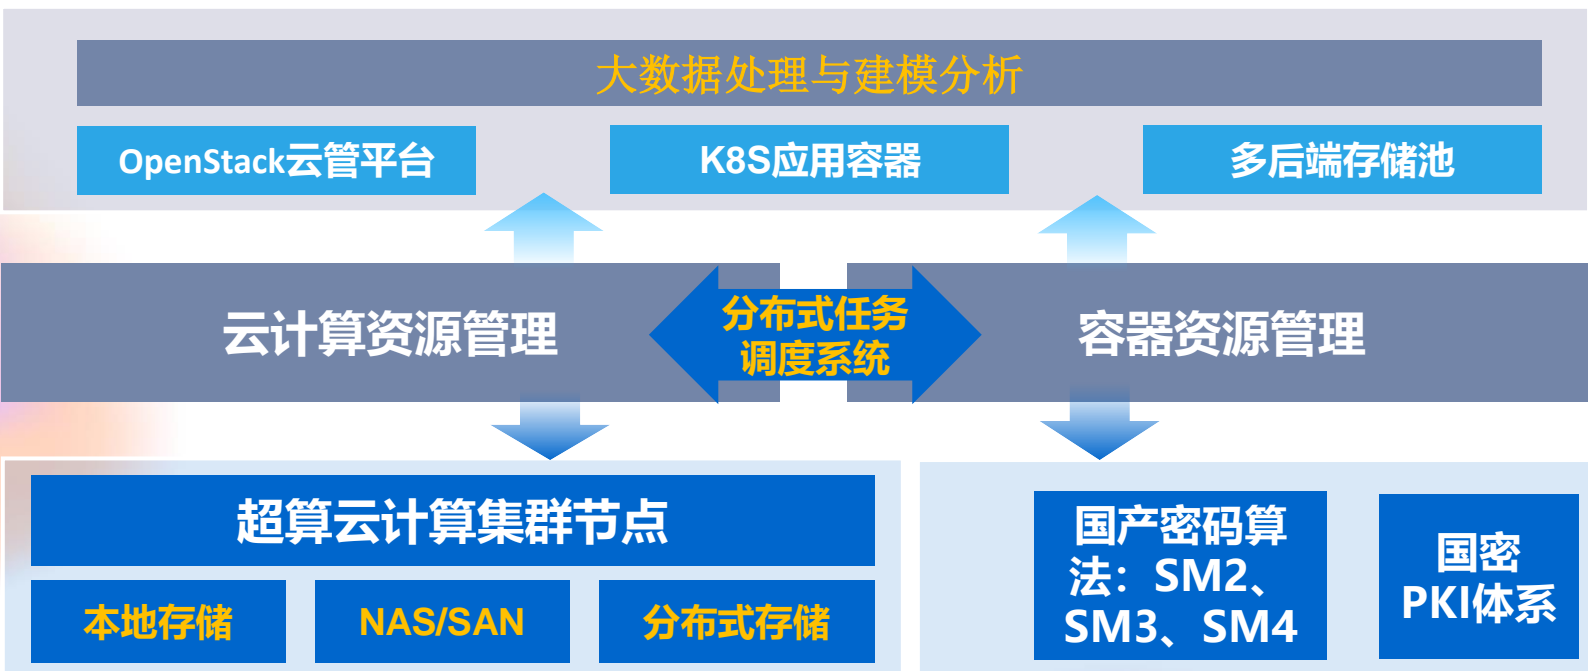 大数据处理与建模分析
OpenStack云管平台
K8S应用容器
多后端存储池
云计算资源管理
分布式任务
调度系统
容器资源管理
超算云计算集群节点
本地存储
NAS/SAN
分布式存储
国产密码算
法：SM2、
SM3、SM4
国密
PKI体系